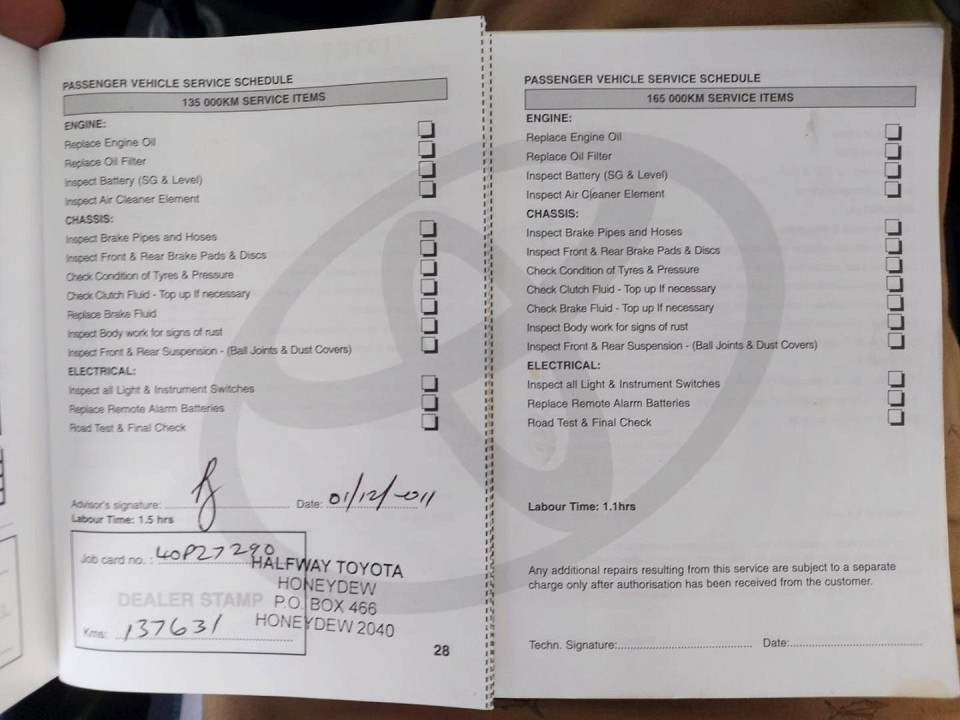 PASSENGER VEHICLE SERVICE SCHEDULE
135 000KM SERVICE ITEMS
ENGINE:
Replace Engine Oil
Replace Oil Filter
Inspect Battery (SG & Level)
Inspect Air Cleaner Element
CHASSIS:
Inspect Brake Pipes and Hoses
Inspect Front & Rear Brake Pads & Discs
Check Condition of Tyres & Pressure
Check Clutch Fluid - Top up If necessary
Replace Brake Fluid
Inspect Body work for signs of rust
Inspect Front & Rear Suspension - (Ball Joints & Dust Covers)
ELECTRICAL:
Inspect all Light & Instrument Switches
Replace Remote Alarm Batteries
Road Test & Final Check
Advisor's signature: Date: 01/12/-011
Labour Time: 1.5 hrs
Job card no. : 40P27290
HALFWAY TOYOTA
HONEYDEW
DEALER STAMP P.O. BOX 466
Kms: 137631 HONEYDEW 2040
28
PASSENGER VEHICLE SERVICE SCHEDULE
165 000KM SERVICE ITEMS
ENGINE:
Replace Engine Oil
Replace Oil Filter
Inspect Battery (SG & Level)
Inspect Air Cleaner Element
CHASSIS:
Inspect Brake Pipes and Hoses
Inspect Front & Rear Brake Pads & Discs
Check Condition of Tyres & Pressure
Check Clutch Fluid - Top up If necessary
Check Brake Fluid - Top up If necessary
Inspect Body work for signs of rust
Inspect Front & Rear Suspension - (Ball Joints & Dust Covers)
ELECTRICAL:
Inspect all Light & Instrument Switches
Replace Remote Alarm Batteries
Road Test & Final Check
Labour Time: 1.1hrs
Any additional repairs resulting from this service are subject to a separate
charge only after authorisation has been received from the customer.
Techn. Signature: Date: